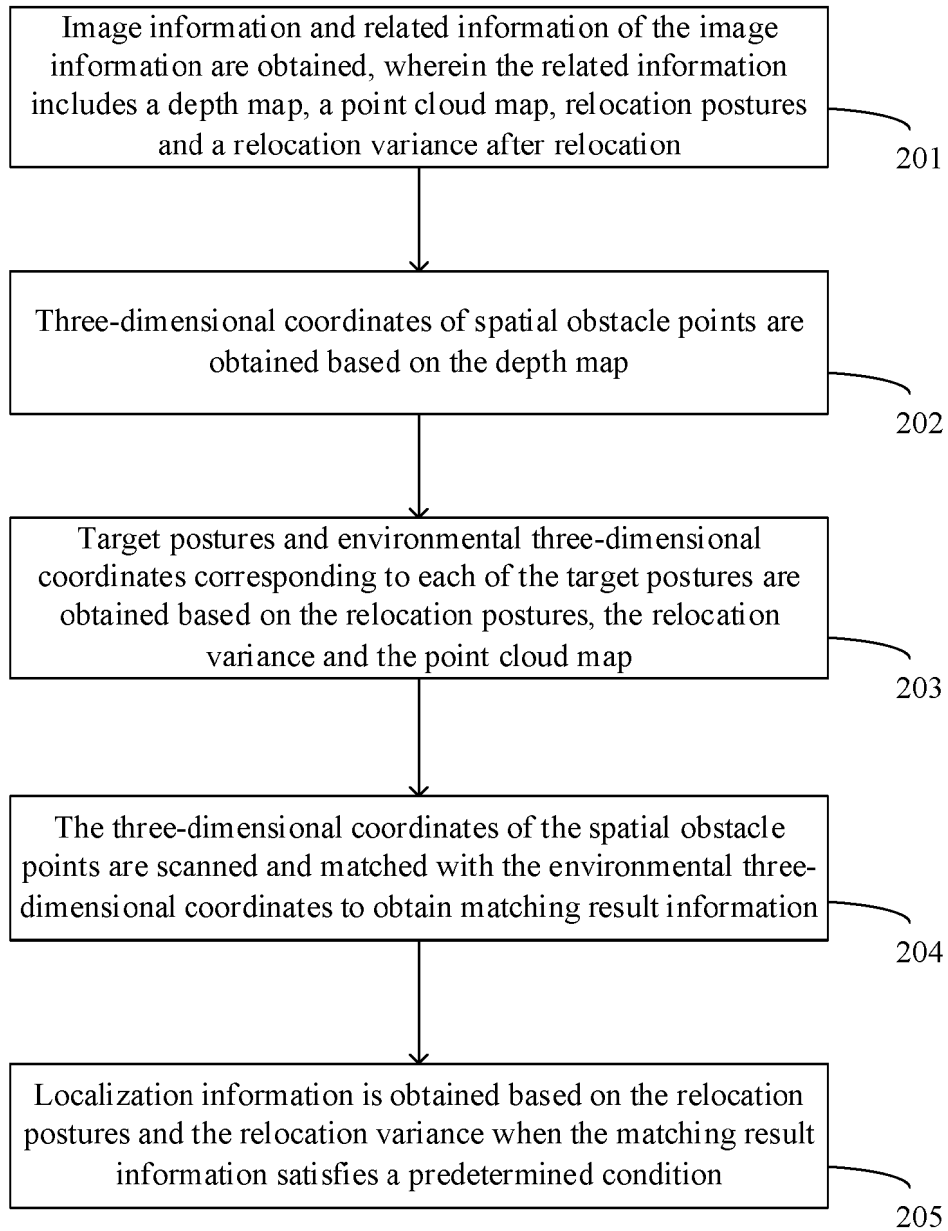 Image information and related information of the image
information are obtained, wherein the related information
includes a depth map, a point cloud map, relocation postures
and a relocation variance after relocation
201
Three-dimensional coordinates of spatial obstacle points are
obtained based on the depth map
202
Target postures and environmental three-dimensional
coordinates corresponding to each of the target postures are
obtained based on the relocation postures, the relocation
variance and the point cloud map
203
The three-dimensional coordinates of the spatial obstacle
points are scanned and matched with the environmental three-
dimensional coordinates to obtain matching result information
204
Localization information is obtained based on the relocation
postures and the relocation variance when the matching result
information satisfies a predetermined condition
205